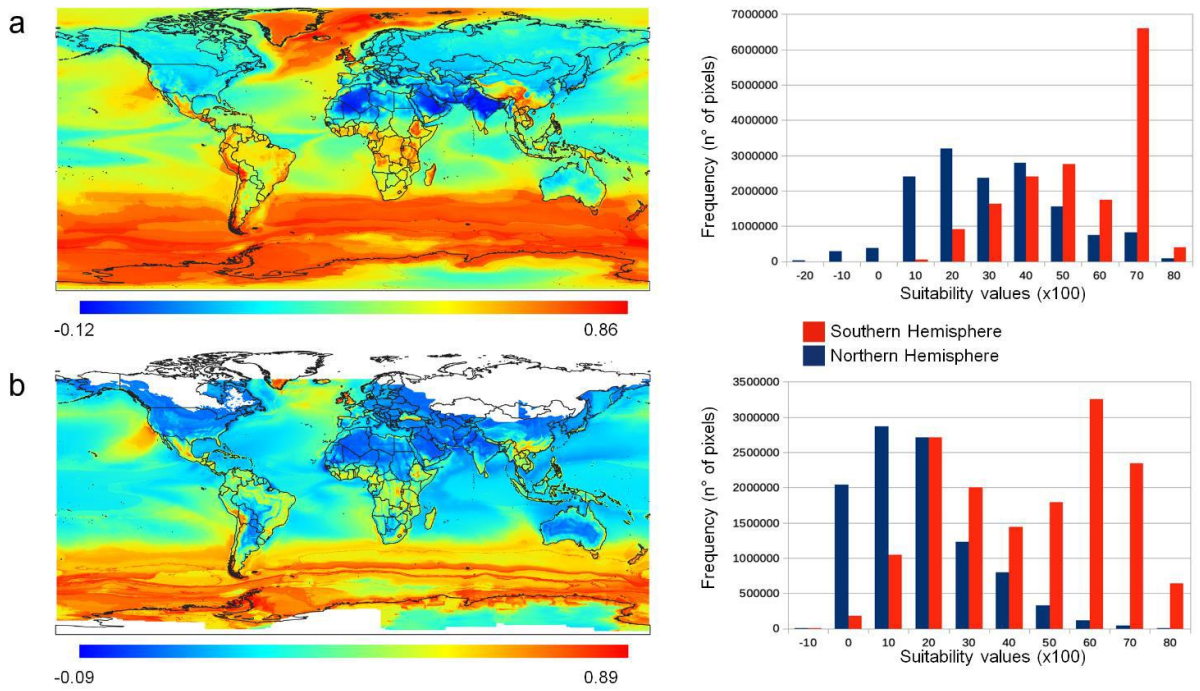 a
-0.12
0.86
Frequency (n° of pixels)
7000000
6000000
5000000
4000000
3000000
2000000
1000000
0
-20 -10 0 10 20 30 40 50 60 70 80
Suitability values (x100)
Southern Hemisphere
Northern Hemisphere
b
-0.09
0.89
Frequency (n° of pixels)
3500000
3000000
2500000
2000000
1500000
1000000
500000
0
-10 0 10 20 30 40 50 60 70 80
Suitability values (x100)